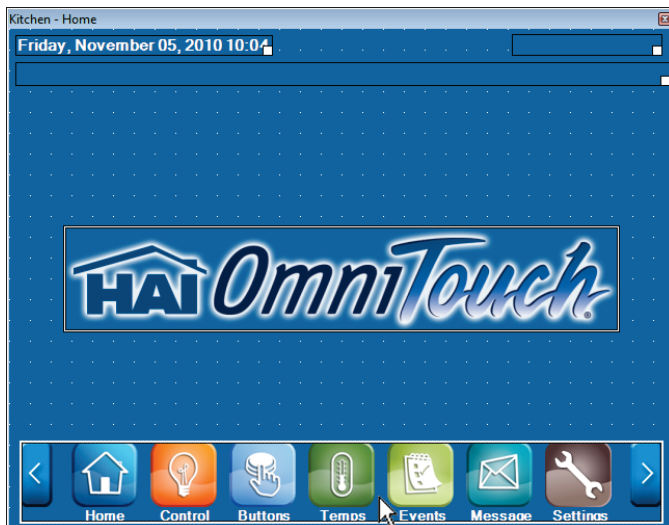 Kitchen - Home
Friday, November 05, 2010 10:04
HAI OmniTouch®
Home Control Buttons Temps Events Message Settings